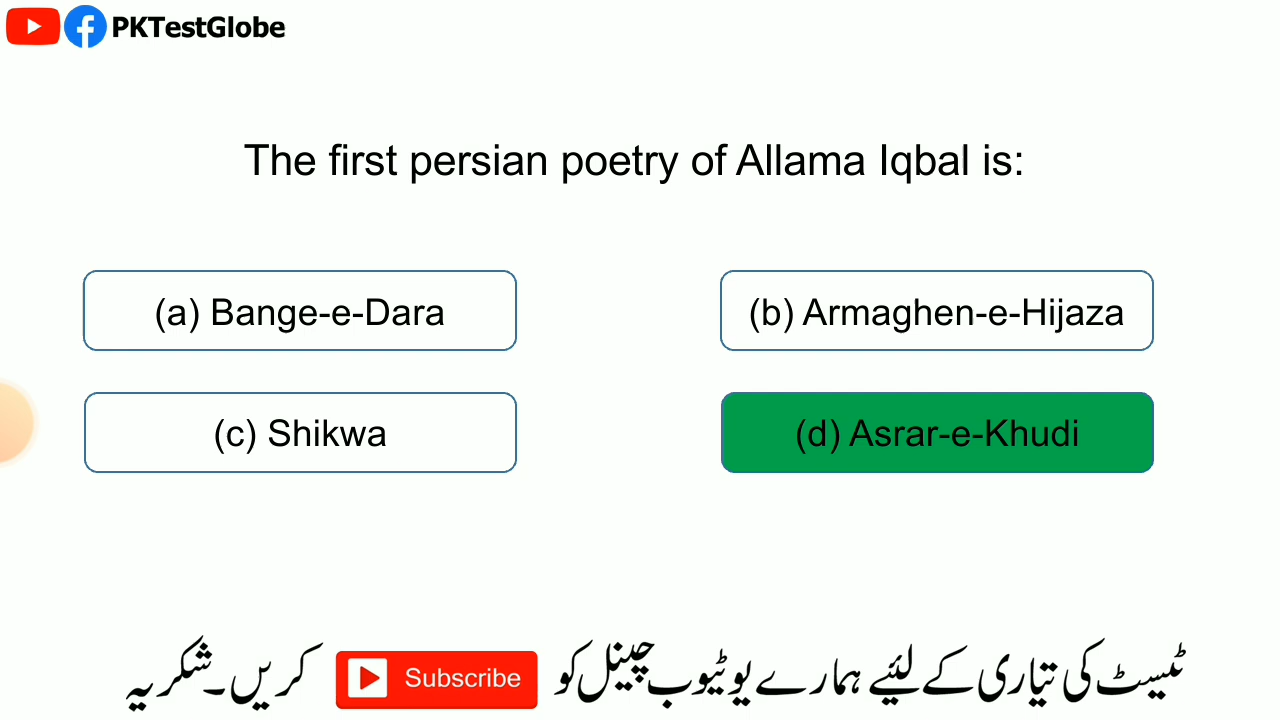 PKTestGlobe
The first persian poetry of Allama Iqbal is:
(a) Bange-e-Dara
(b) Armaghen-e-Hijaza
(c) Shikwa
(d) Asrar-e-Khudi
ٹیسٹ کی تیاری کے لئیے ہمارے یوٹیوب چینل کو Subscribe کریں۔شکریہ